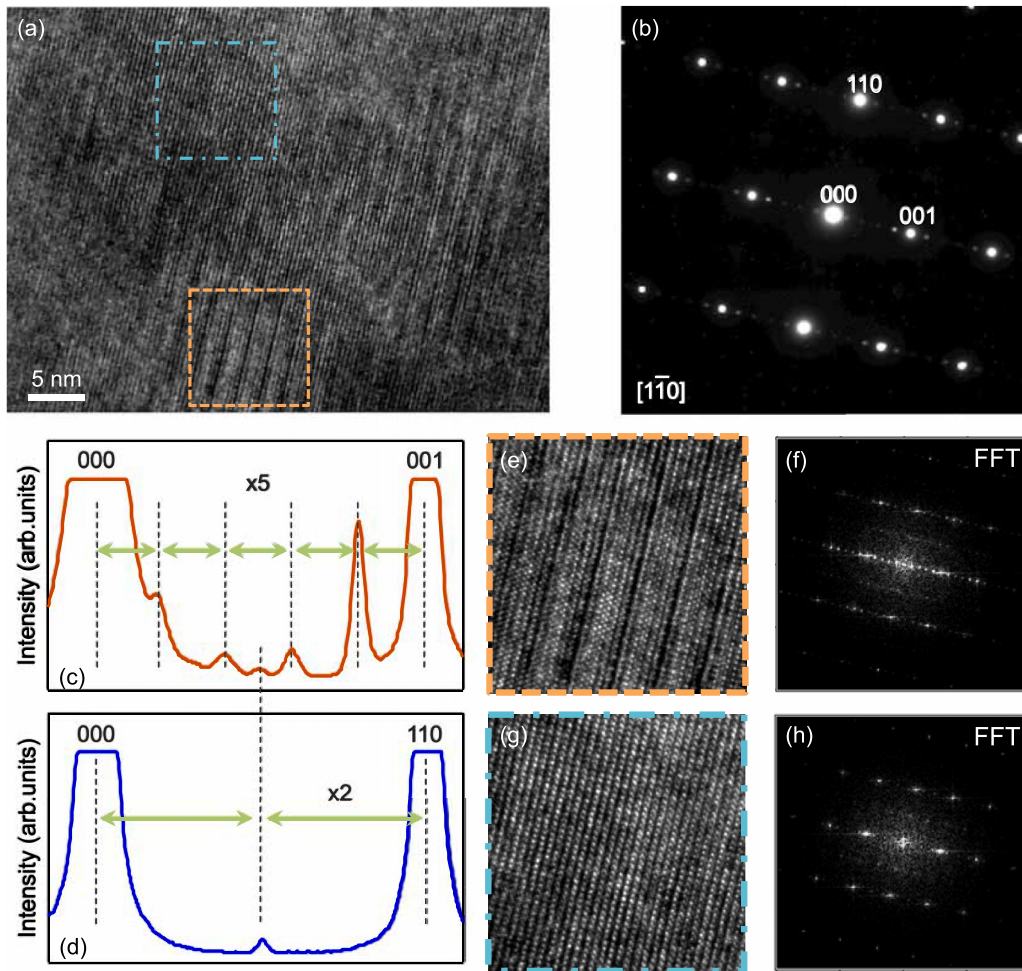 (a)
5 nm
(b)
110
000
001
[11̅0]
Intensity (arb.units)
000
x5
001
(c)
Intensity (arb.units)
000
x2
110
(d)
(e)
(f)
FFT
(g)
(h)
FFT